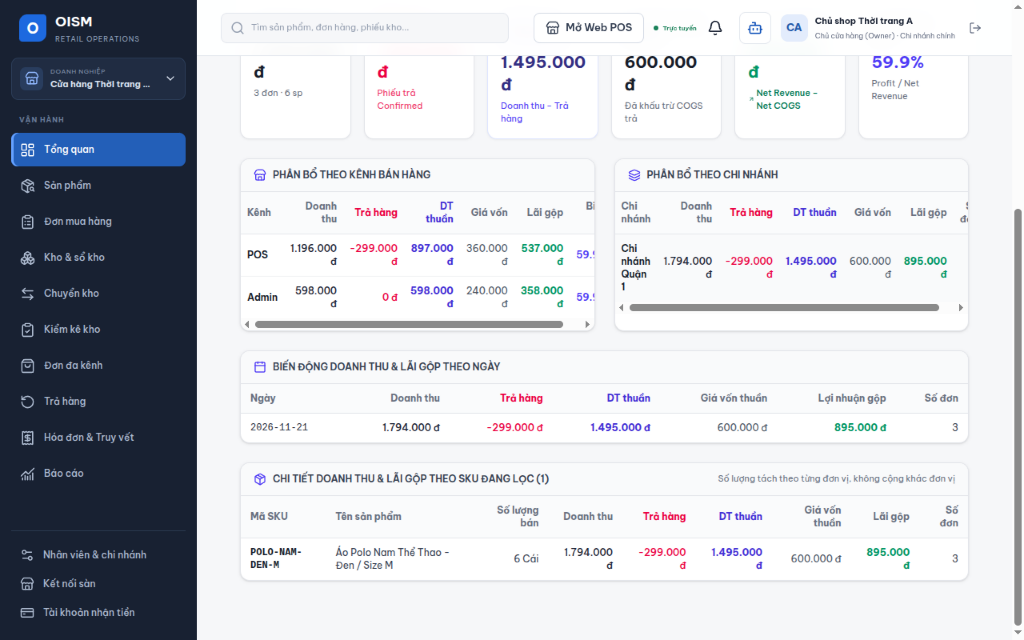 OISM
RETAIL OPERATIONS
DOANH NGHIỆP
Cửa hàng Thời trang ...
VẬN HÀNH
Tổng quan
Sản phẩm
Đơn mua hàng
Kho & sổ kho
Chuyển kho
Kiểm kê kho
Đơn đa kênh
Trả hàng
Hóa đơn & Truy vết
Báo cáo
Nhân viên & chi nhánh
Kết nối sàn
Tài khoản nhận tiền
Tìm sản phẩm, đơn hàng, phiếu kho...
Mở Web POS
Trực tuyến
CA
Chủ shop Thời trang A
Chủ cửa hàng (Owner) · Chi nhánh chính
đ
3 đơn · 6 sp
đ
Phiếu trả
Confirmed
1.495.000
đ
Doanh thu - Trả
hàng
600.000
đ
Đã khấu trừ COGS
trả
đ
Net Revenue -
Net COGS
59.9%
Profit / Net
Revenue
PHÂN BỔ THEO KÊNH BÁN HÀNG
Kênh
Doanh
thu
Trả hàng
DT
thuần
Giá vốn
Lãi gộp
POS
1.196.000
đ
-299.000
đ
897.000
đ
360.000
đ
537.000
đ
59.
Admin
598.000
đ
0 đ
598.000
đ
240.000
đ
358.000
đ
59.
PHÂN BỔ THEO CHI NHÁNH
Chi
nhánh
Doanh
thu
Trả hàng
DT thuần
Giá vốn
Lãi gộp
Chi
nhánh
Quận
1
1.794.000
đ
-299.000
đ
1.495.000
đ
600.000
đ
895.000
đ
BIẾN ĐỘNG DOANH THU & LÃI GỘP THEO NGÀY
Ngày
Doanh thu
Trả hàng
DT thuần
Giá vốn thuần
Lợi nhuận gộp
Số đơn
2026-11-21
1.794.000 đ
-299.000 đ
1.495.000 đ
600.000 đ
895.000 đ
3
CHI TIẾT DOANH THU & LÃI GỘP THEO SKU ĐANG LỌC (1)
Số lượng tách theo từng đơn vị, không cộng khác đơn vị
Mã SKU
Tên sản phẩm
Số lượng
bán
Doanh thu
Trả hàng
DT thuần
Giá vốn
thuần
Lãi gộp
Số
đơn
POLO-NAM-
DEN-M
Áo Polo Nam Thể Thao -
Đen / Size M
6 Cái
1.794.000
đ
-299.000
đ
1.495.000
đ
600.000 đ
895.000
đ
3